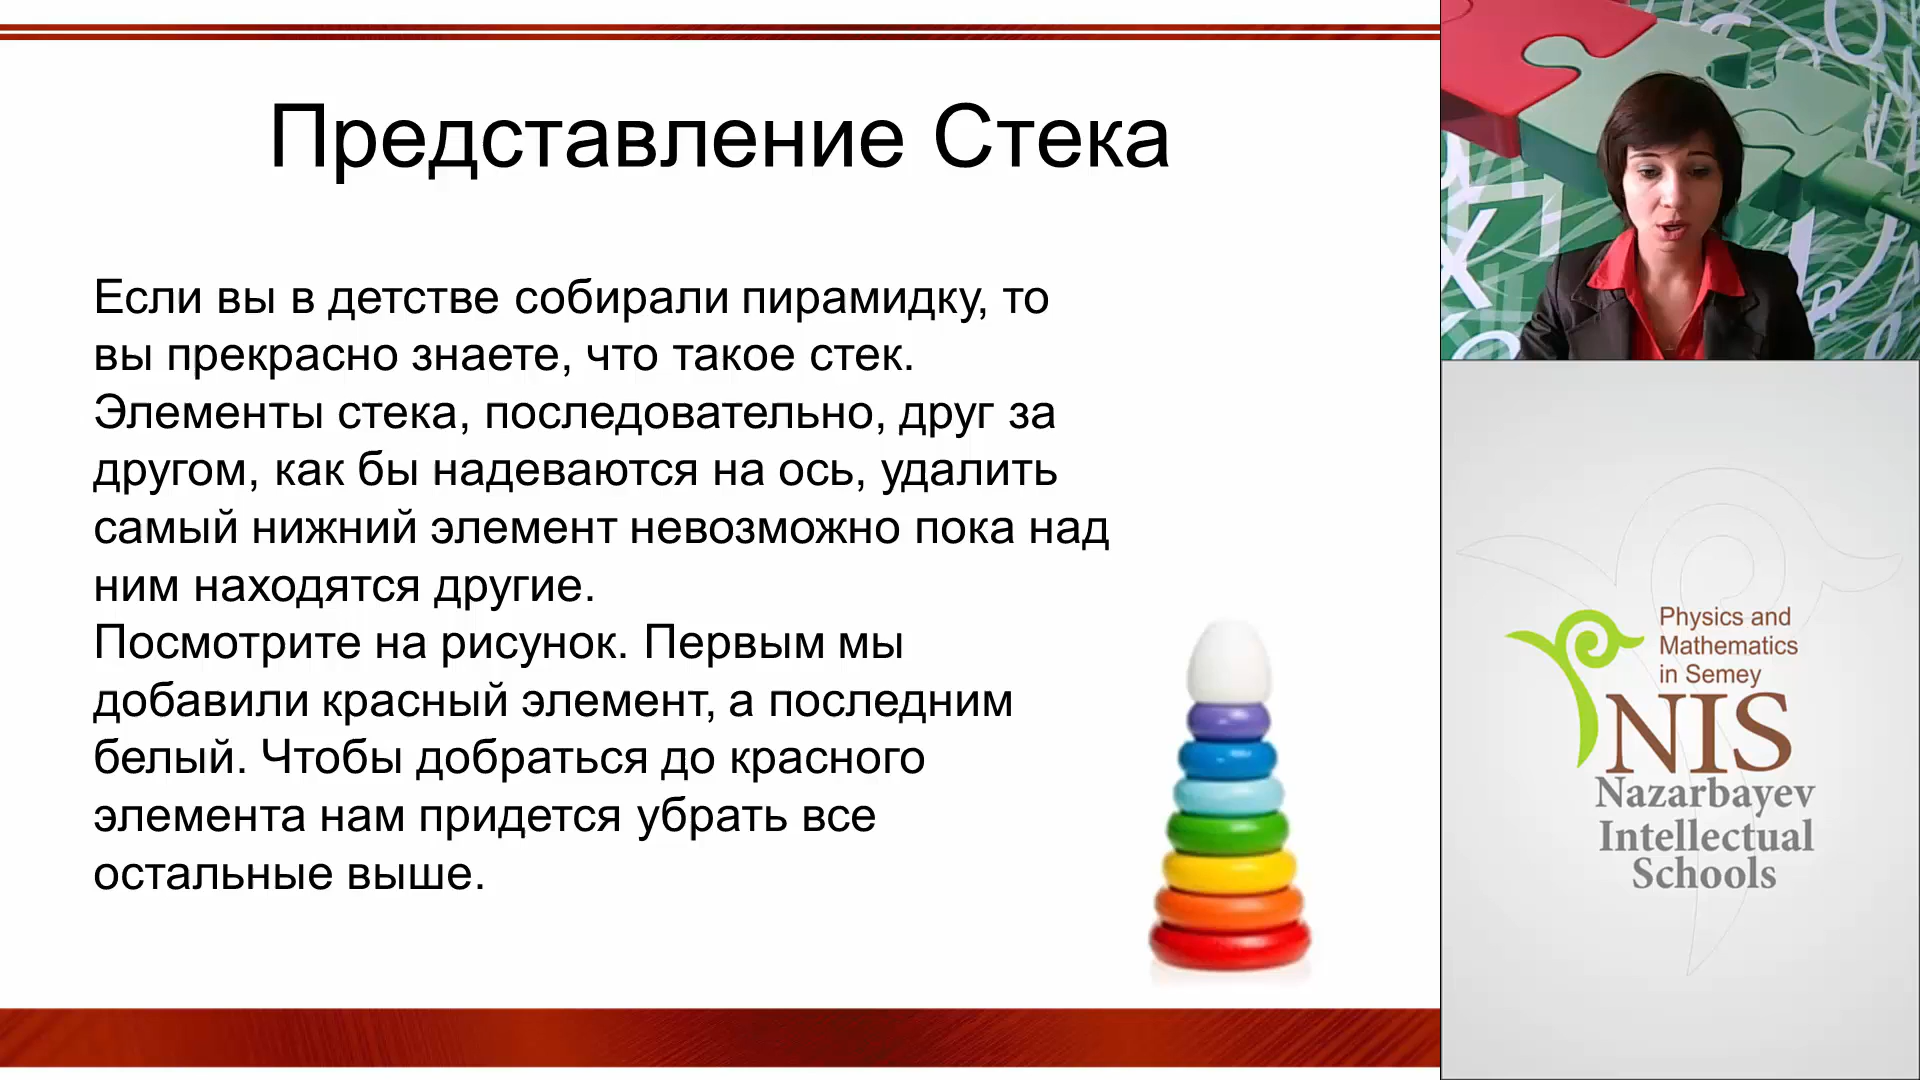 Представление Стека
Если вы в детстве собирали пирамидку, то
вы прекрасно знаете, что такое стек.
Элементы стека, последовательно, друг за
другом, как бы надеваются на ось, удалить
самый нижний элемент невозможно пока над
ним находятся другие.
Посмотрите на рисунок. Первым мы
добавили красный элемент, а последним
белый. Чтобы добраться до красного
элемента нам придется убрать все
остальные выше.
Physics and
Mathematics
in Semey
NIS
Nazarbayev
Intellectual
Schools